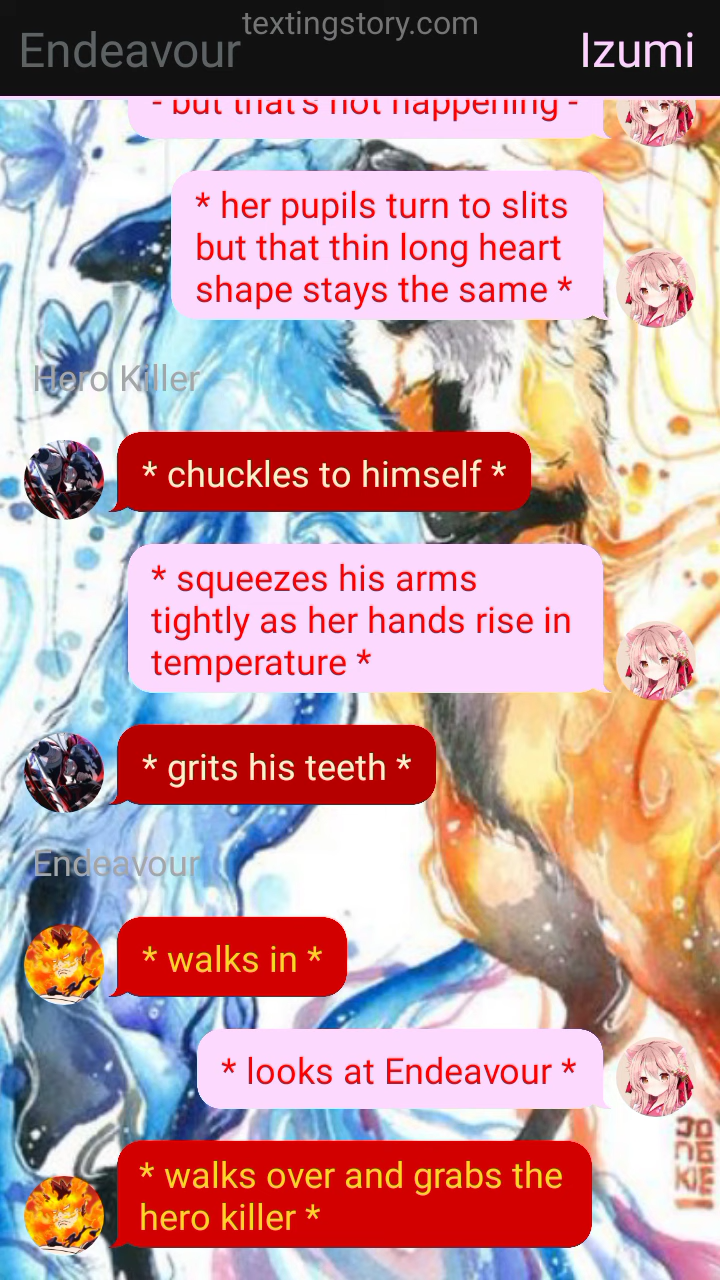 textingstory.com
Endeavour
Izumi
- but that's not happening -
* her pupils turn to slits
but that thin long heart
shape stays the same *
Hero Killer
* chuckles to himself *
* squeezes his arms
tightly as her hands rise in
temperature *
* grits his teeth *
Endeavour
* walks in *
* looks at Endeavour *
* walks over and grabs the
hero killer *